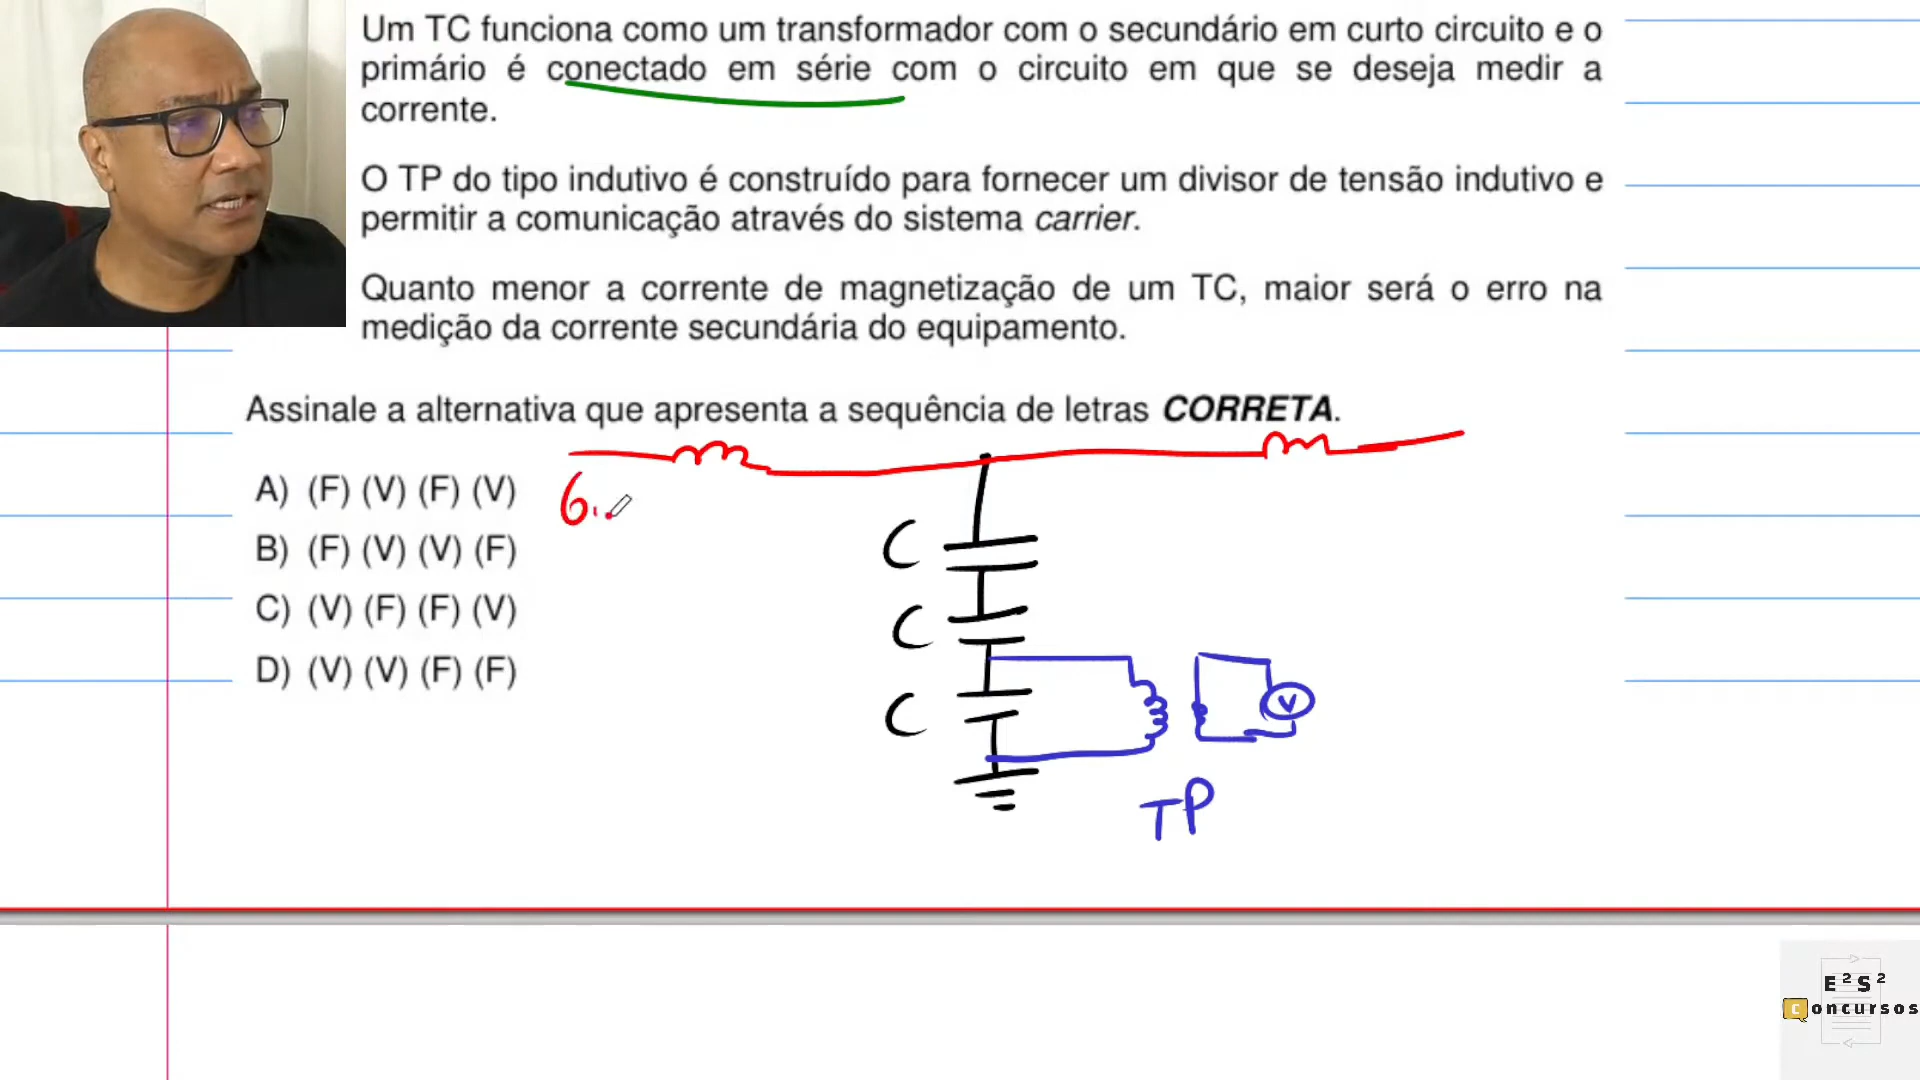 Um TC funciona como um transformador com o secundário em curto circuito e o
primário é conectado em série com o circuito em que se deseja medir a
corrente.
O TP do tipo indutivo é construído para fornecer um divisor de tensão indutivo e
permitir a comunicação através do sistema carrier.
Quanto menor a corrente de magnetização de um TC, maior será o erro na
medição da corrente secundária do equipamento.
Assinale a alternativa que apresenta a sequência de letras CORRETA.
A) (F) (V) (F) (V)
B) (F) (V) (V) (F)
C) (V) (F) (F) (V)
D) (V) (V) (F) (F)
6.
C
C
C
V
TP
E²S²
Concursos